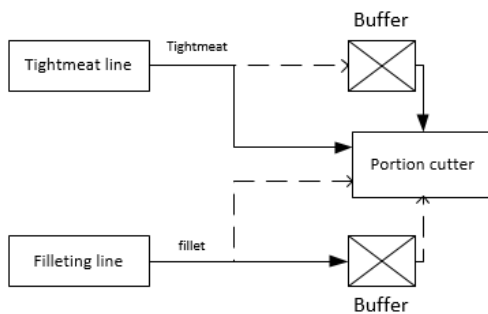 Buffer
Tightmeat
Tightmeat line
Portion cutter
fillet
Filleting line
Buffer